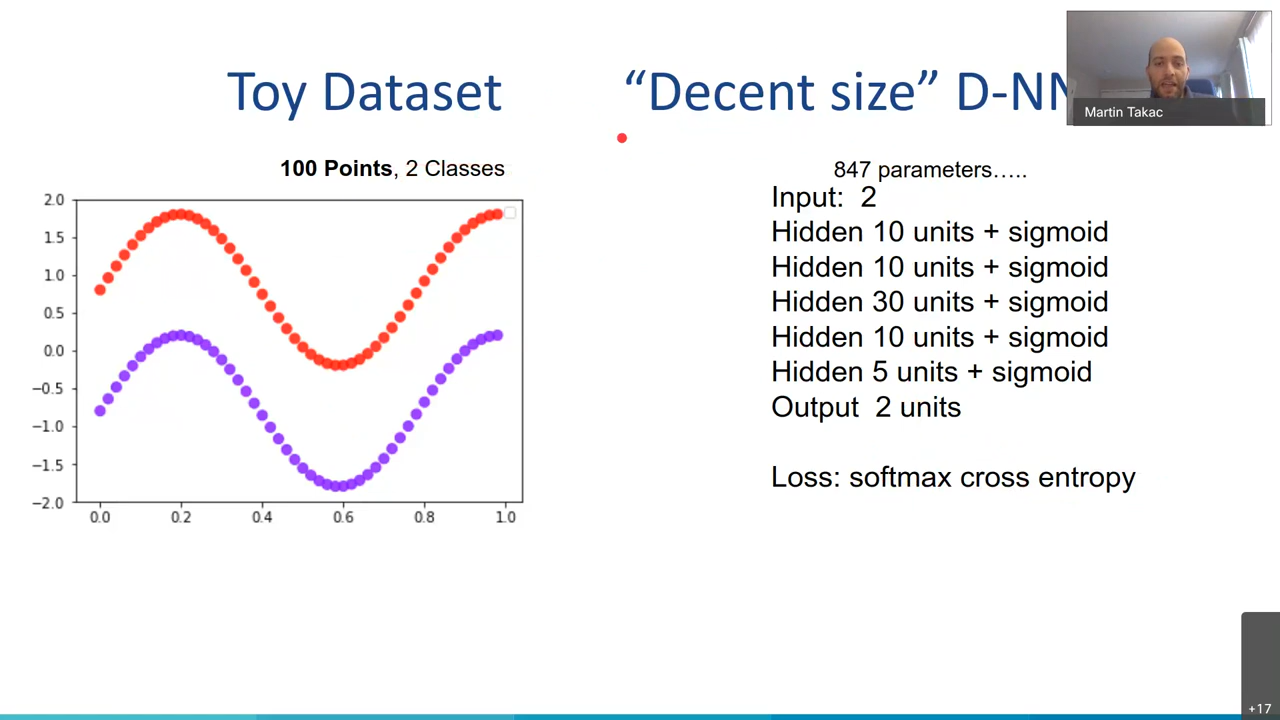 Toy Dataset
“Decent size” D-NN
Martin Takac
100 Points, 2 Classes
2.0
1.5
1.0
0.5
0.0
−0.5
−1.0
−1.5
−2.0
0.0 0.2 0.4 0.6 0.8 1.0
847 parameters…..
Input: 2
Hidden 10 units + sigmoid
Hidden 10 units + sigmoid
Hidden 30 units + sigmoid
Hidden 10 units + sigmoid
Hidden 5 units + sigmoid
Output 2 units
Loss: softmax cross entropy
+17